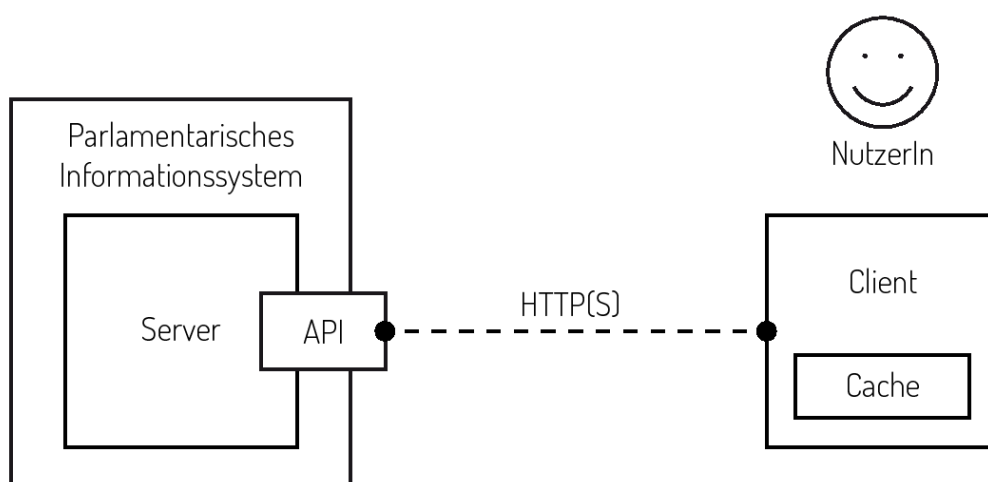 Parlamentarisches
Informationssystem
Server
API
HTTP(S)
NutzerIn
Client
Cache